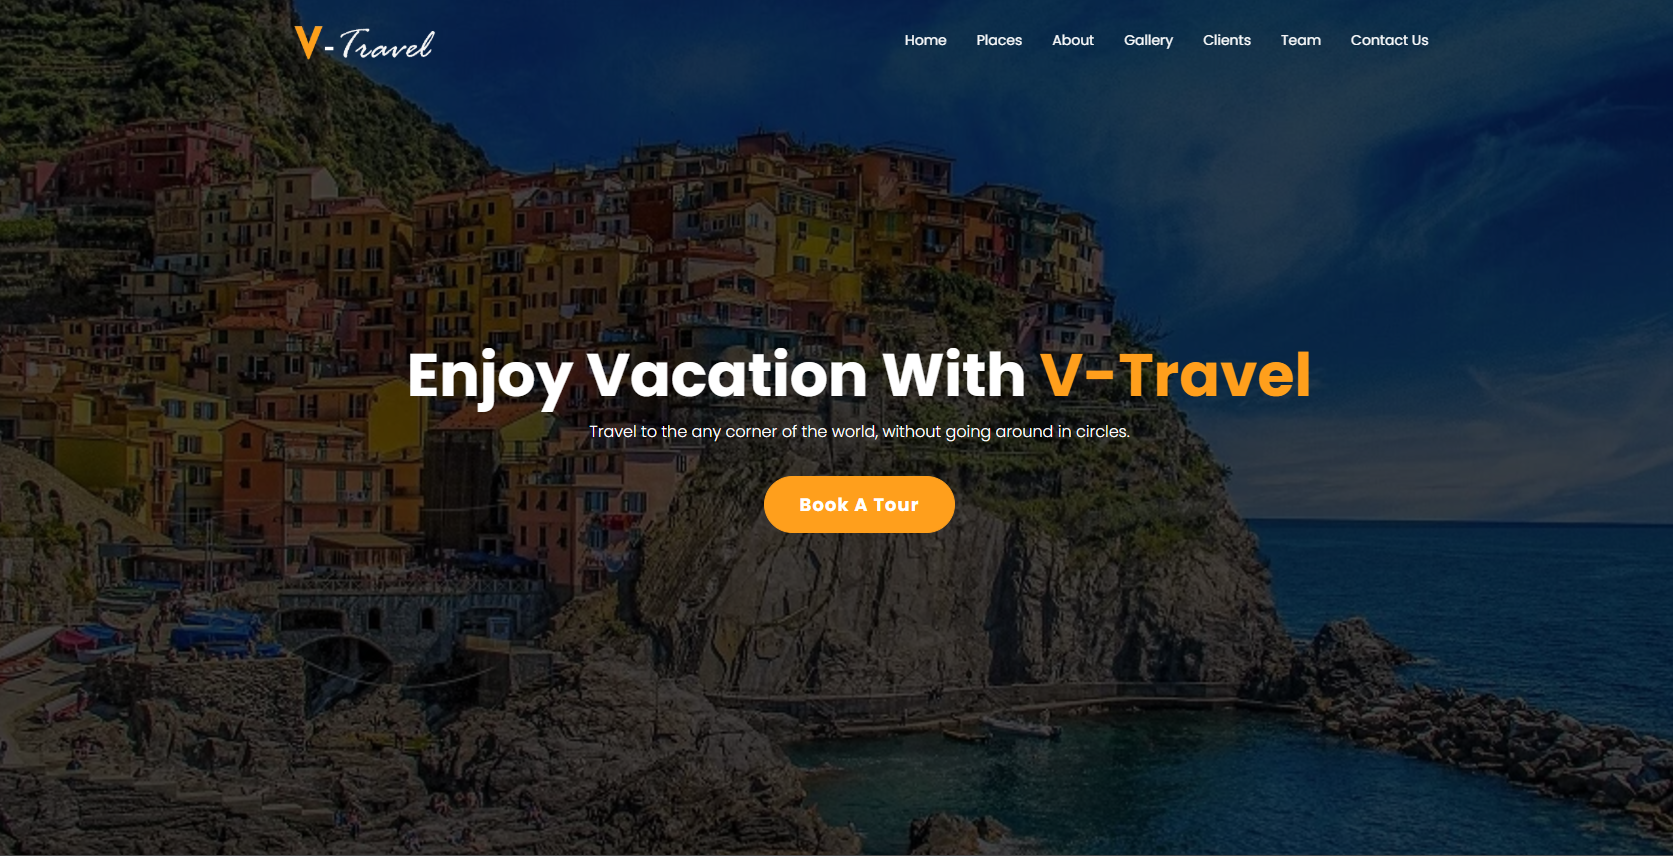 V-Travel
Home Places About Gallery Clients Team Contact Us
Enjoy Vacation With V-Travel
Travel to the any corner of the world, without going around in circles.
Book A Tour